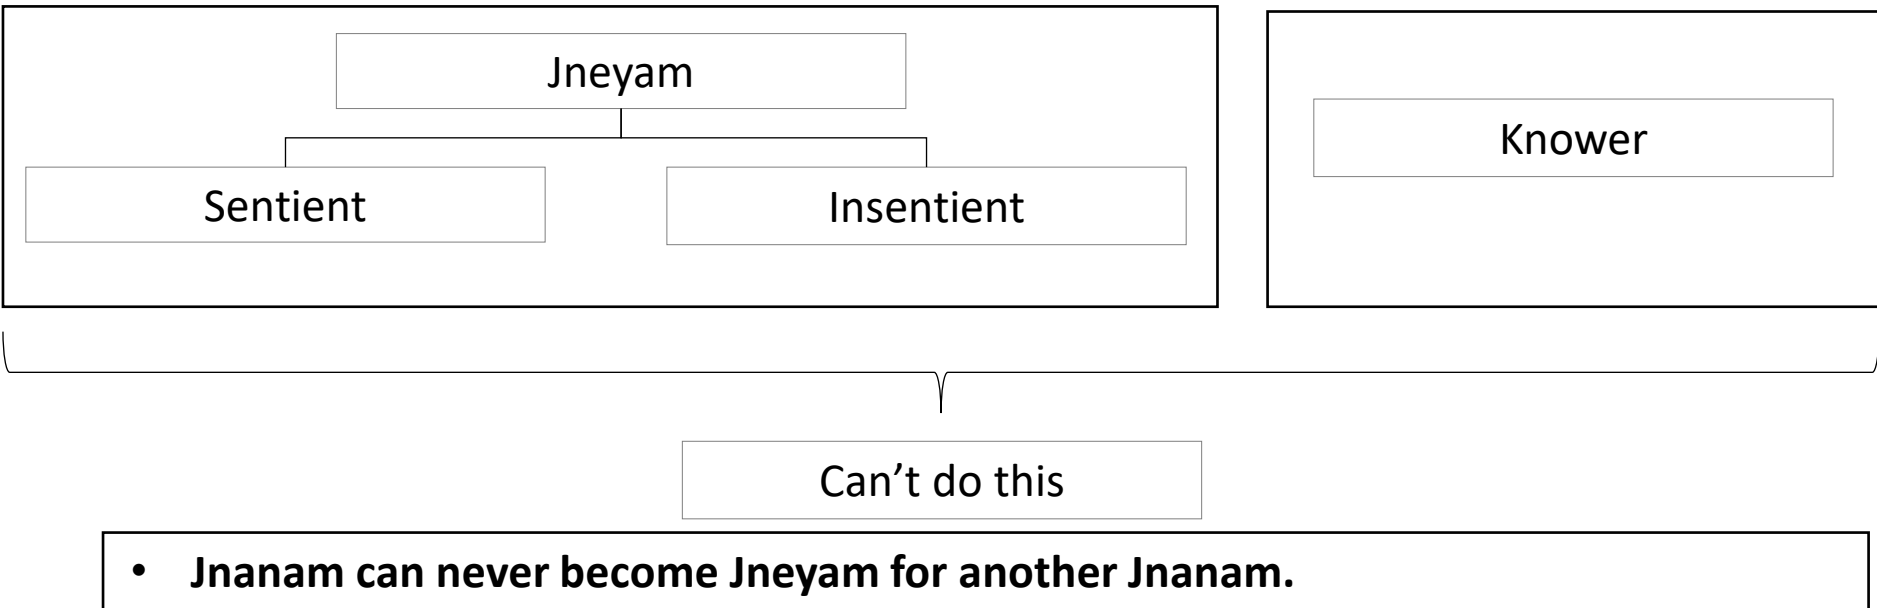 Jneyam
Knower
Sentient
Insentient
Can’t do this
• Jnanam can never become Jneyam for another Jnanam.